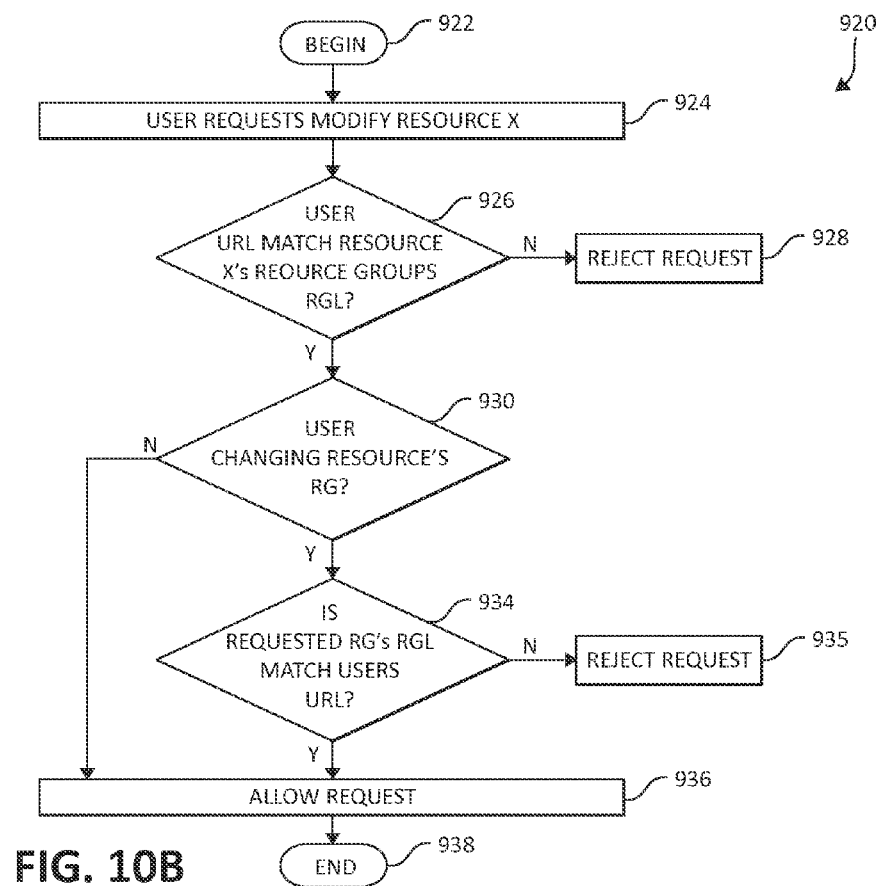 922
BEGIN
920
924
USER REQUESTS MODIFY RESOURCE X
926
USER
URL MATCH RESOURCE
X's REOURCE GROUPS
RGL?
N
REJECT REQUEST
928
Y
930
USER
CHANGING RESOURCE'S
RG?
N
Y
934
IS
REQUESTED RG's RGL
MATCH USERS
URL?
N
REJECT REQUEST
935
Y
ALLOW REQUEST
936
END
938
FIG. 10B